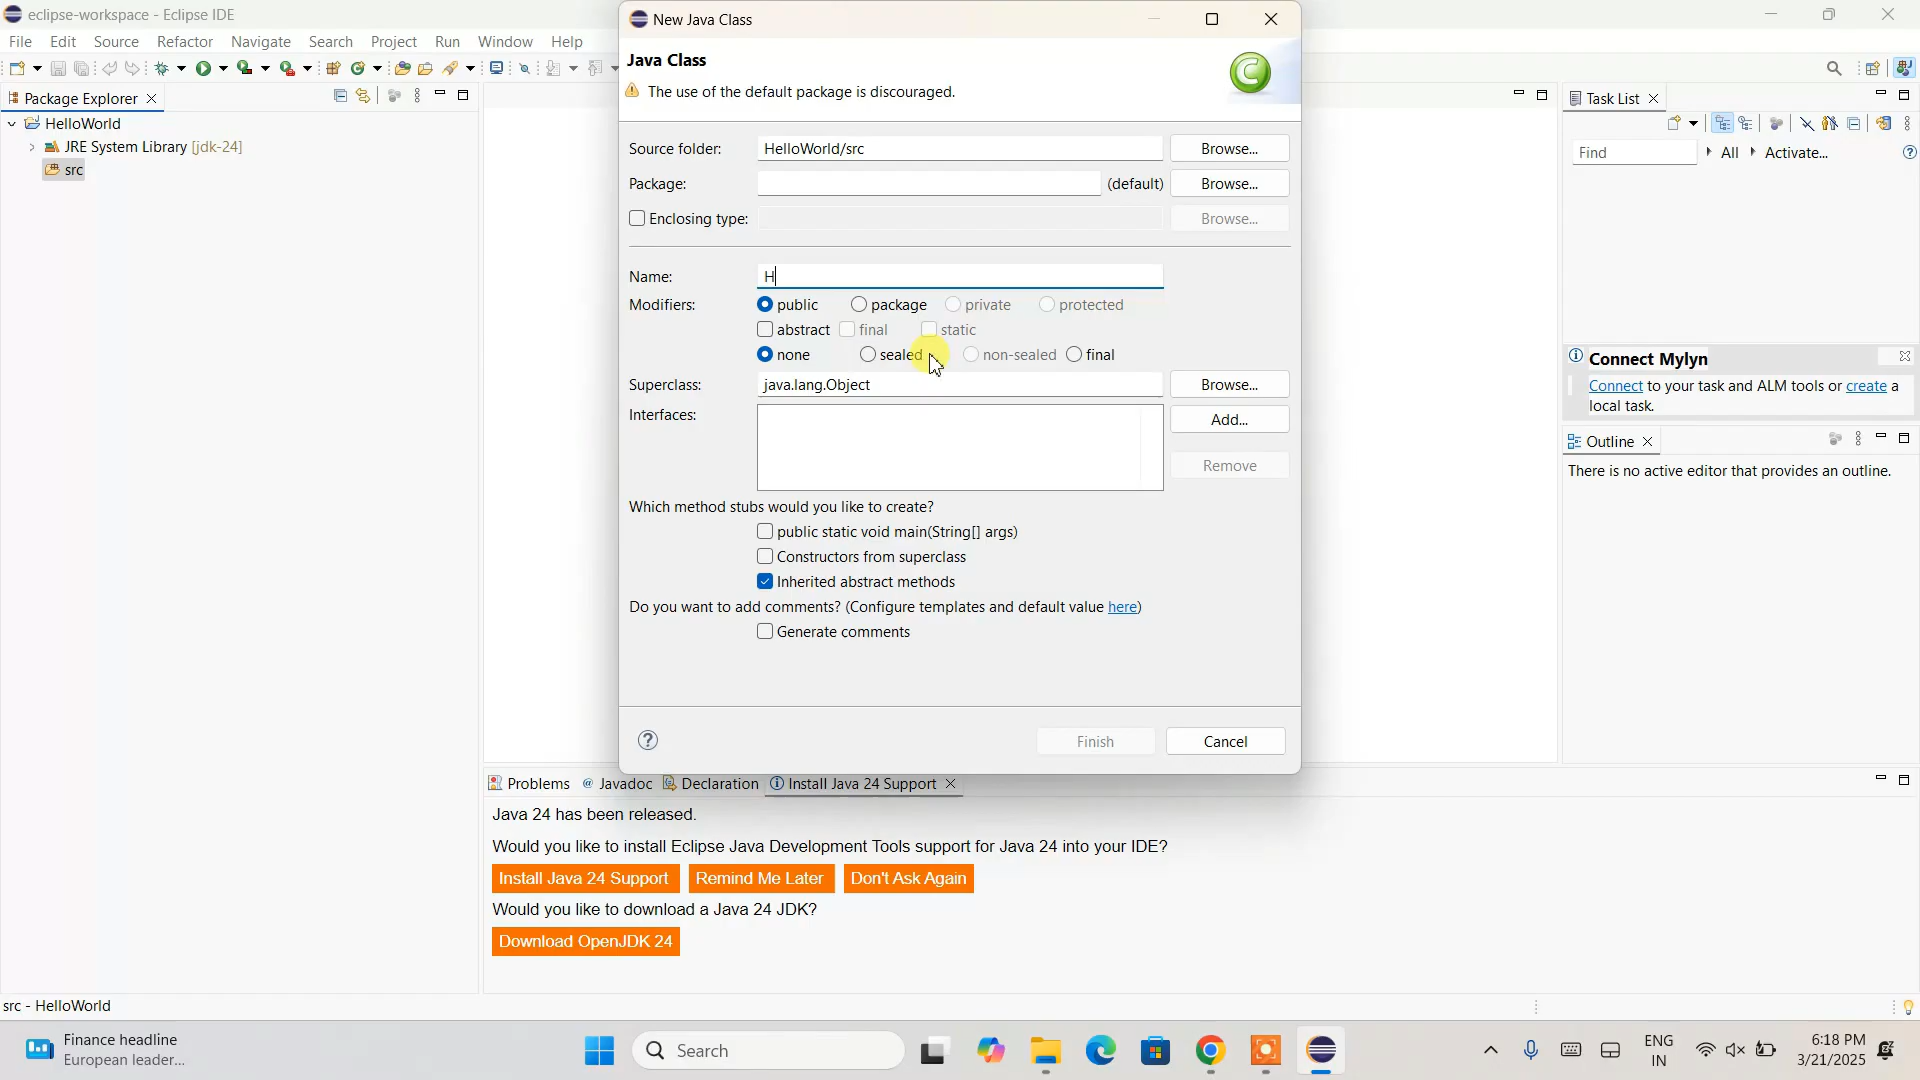 eclipse-workspace - Eclipse IDE
File Edit Source Refactor Navigate Search Project Run Window Help
Package Explorer
HelloWorld
JRE System Library [jdk-24]
src
New Java Class
Java Class
The use of the default package is discouraged.
Source folder: HelloWorld/src Browse...
Package: (default) Browse...
Enclosing type: Browse...
Name: H
Modifiers: public package private protected
abstract final static
none sealed non-sealed final
Superclass: java.lang.Object Browse...
Interfaces: Add...
Remove
Which method stubs would you like to create?
public static void main(String[] args)
Constructors from superclass
Inherited abstract methods
Do you want to add comments? (Configure templates and default value here)
Generate comments
Finish Cancel
Task List
Find All Activate...
Connect Mylyn
Connect to your task and ALM tools or create a
local task.
Outline
There is no active editor that provides an outline.
Problems @ Javadoc Declaration Install Java 24 Support
Java 24 has been released.
Would you like to install Eclipse Java Development Tools support for Java 24 into your IDE?
Install Java 24 Support Remind Me Later Don't Ask Again
Would you like to download a Java 24 JDK?
Download OpenJDK 24
src - HelloWorld
Finance headline
European leader...
Search
ENG
IN
6:18 PM
3/21/2025